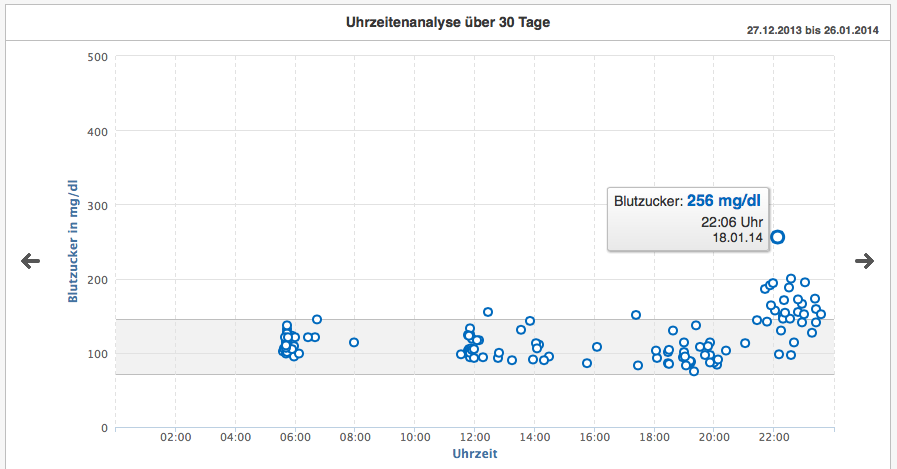 Uhrzeitenanalyse über 30 Tage
27.12.2013 bis 26.01.2014
500
400
300
200
100
0
Blutzucker in mg/dl
Blutzucker: 256 mg/dl
22:06 Uhr
18.01.14
02:00 04:00 06:00 08:00 10:00 12:00 14:00 16:00 18:00 20:00 22:00
Uhrzeit